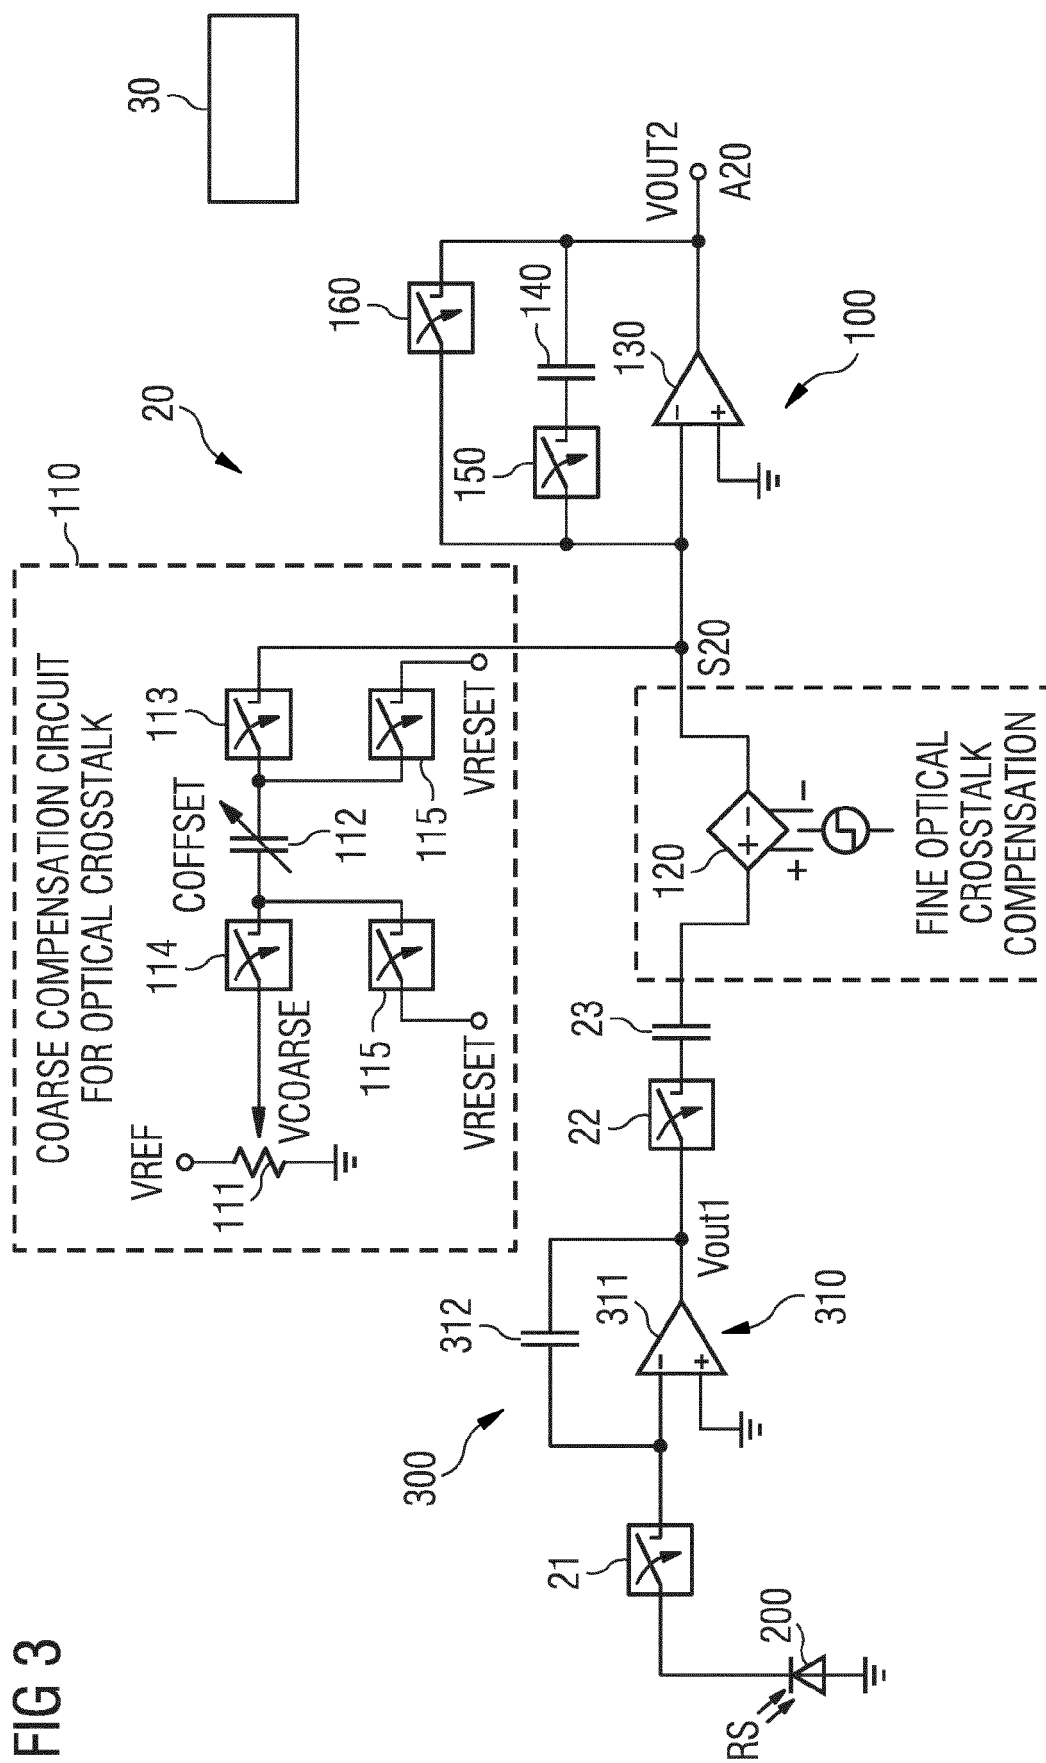 FIG 3
30
20
110
COARSE COMPENSATION CIRCUIT
FOR OPTICAL CROSSTALK
VREF
111
VCOARSE
114
COFFSET
112
113
115
VRESET
115
VRESET
160
150
140
130
-
+
VOUT2
A20
100
S20
300
312
311
-
+
310
Vout1
22
23
120
+
-
+
-
FINE OPTICAL
CROSSTALK
COMPENSATION
21
200
RS